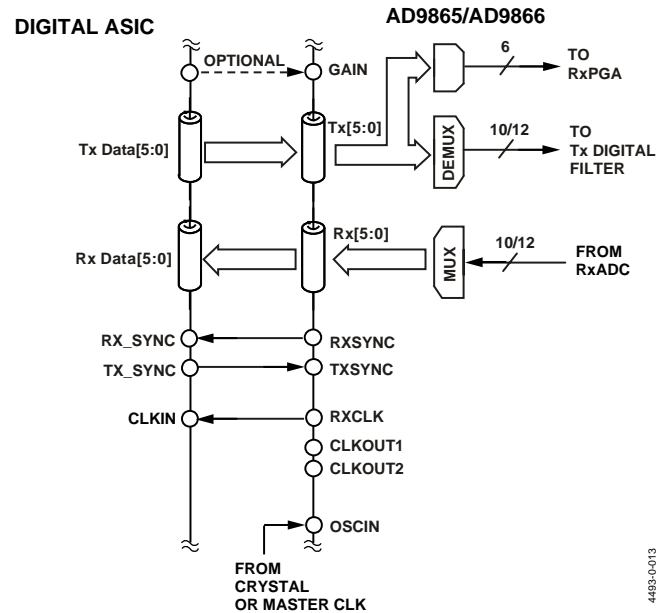 DIGITAL ASIC
AD9865/AD9866
OPTIONAL
GAIN
6
TO
RxPGA
Tx Data[5:0]
Tx[5:0]
DEMUX
10/12
TO
Tx DIGITAL
FILTER
Rx Data[5:0]
Rx[5:0]
MUX
10/12
FROM
RxADC
RX_SYNC
RXSYNC
TX_SYNC
TXSYNC
CLKIN
RXCLK
CLKOUT1
CLKOUT2
OSCIN
FROM
CRYSTAL
OR MASTER CLK
4493-0-013